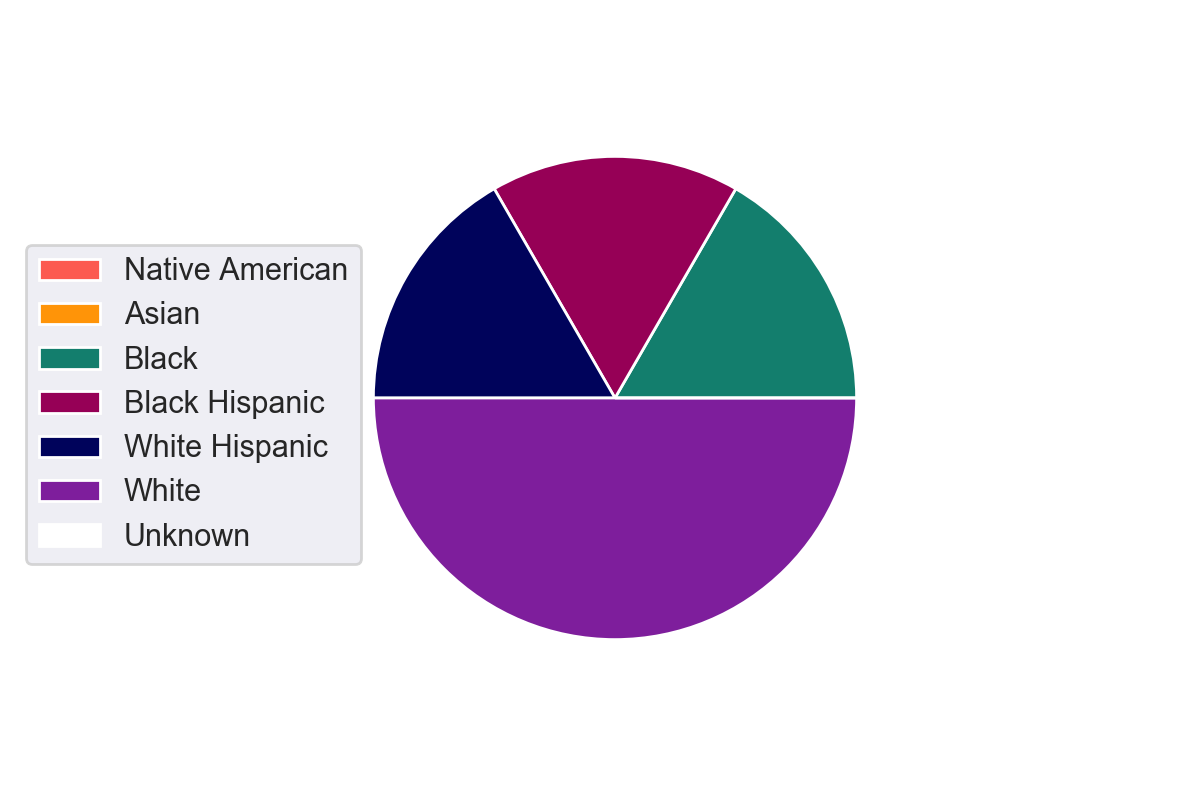 Native American
Asian
Black
Black Hispanic
White Hispanic
White
Unknown